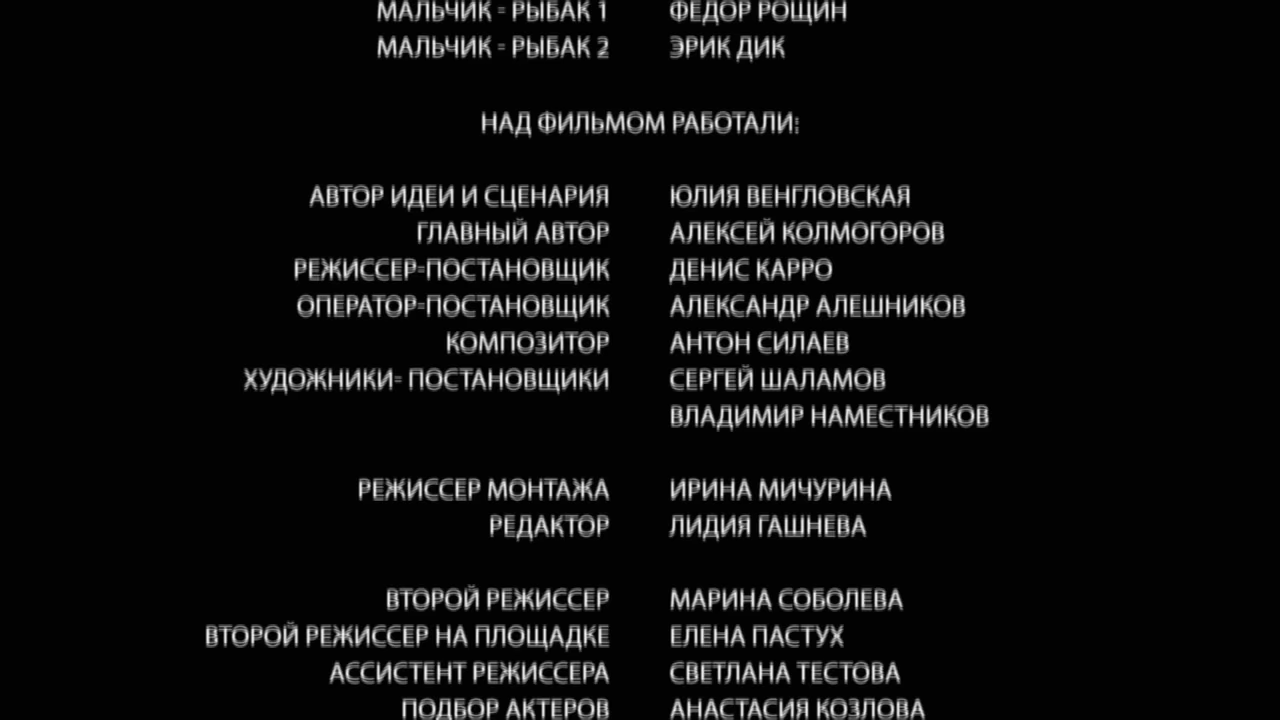 МАЛЬЧИК - РЫБАК 1 ФЕДОР РОЩИН
МАЛЬЧИК - РЫБАК 2 ЭРИК ДИК
НАД ФИЛЬМОМ РАБОТАЛИ:
АВТОР ИДЕИ И СЦЕНАРИЯ ЮЛИЯ ВЕНГЛОВСКАЯ
ГЛАВНЫЙ АВТОР АЛЕКСЕЙ КОЛМОГОРОВ
РЕЖИССЕР-ПОСТАНОВЩИК ДЕНИС КАРРО
ОПЕРАТОР-ПОСТАНОВЩИК АЛЕКСАНДР АЛЕШНИКОВ
КОМПОЗИТОР АНТОН СИЛАЕВ
ХУДОЖНИКИ- ПОСТАНОВЩИКИ СЕРГЕЙ ШАЛАМОВ
ВЛАДИМИР НАМЕСТНИКОВ
РЕЖИССЕР МОНТАЖА ИРИНА МИЧУРИНА
РЕДАКТОР ЛИДИЯ ГАШНЕВА
ВТОРОЙ РЕЖИССЕР МАРИНА СОБОЛЕВА
ВТОРОЙ РЕЖИССЕР НА ПЛОЩАДКЕ ЕЛЕНА ПАСТУХ
АССИСТЕНТ РЕЖИССЕРА СВЕТЛАНА ТЕСТОВА
ПОДБОР АКТЕРОВ АНАСТАСИЯ КОЗЛОВА